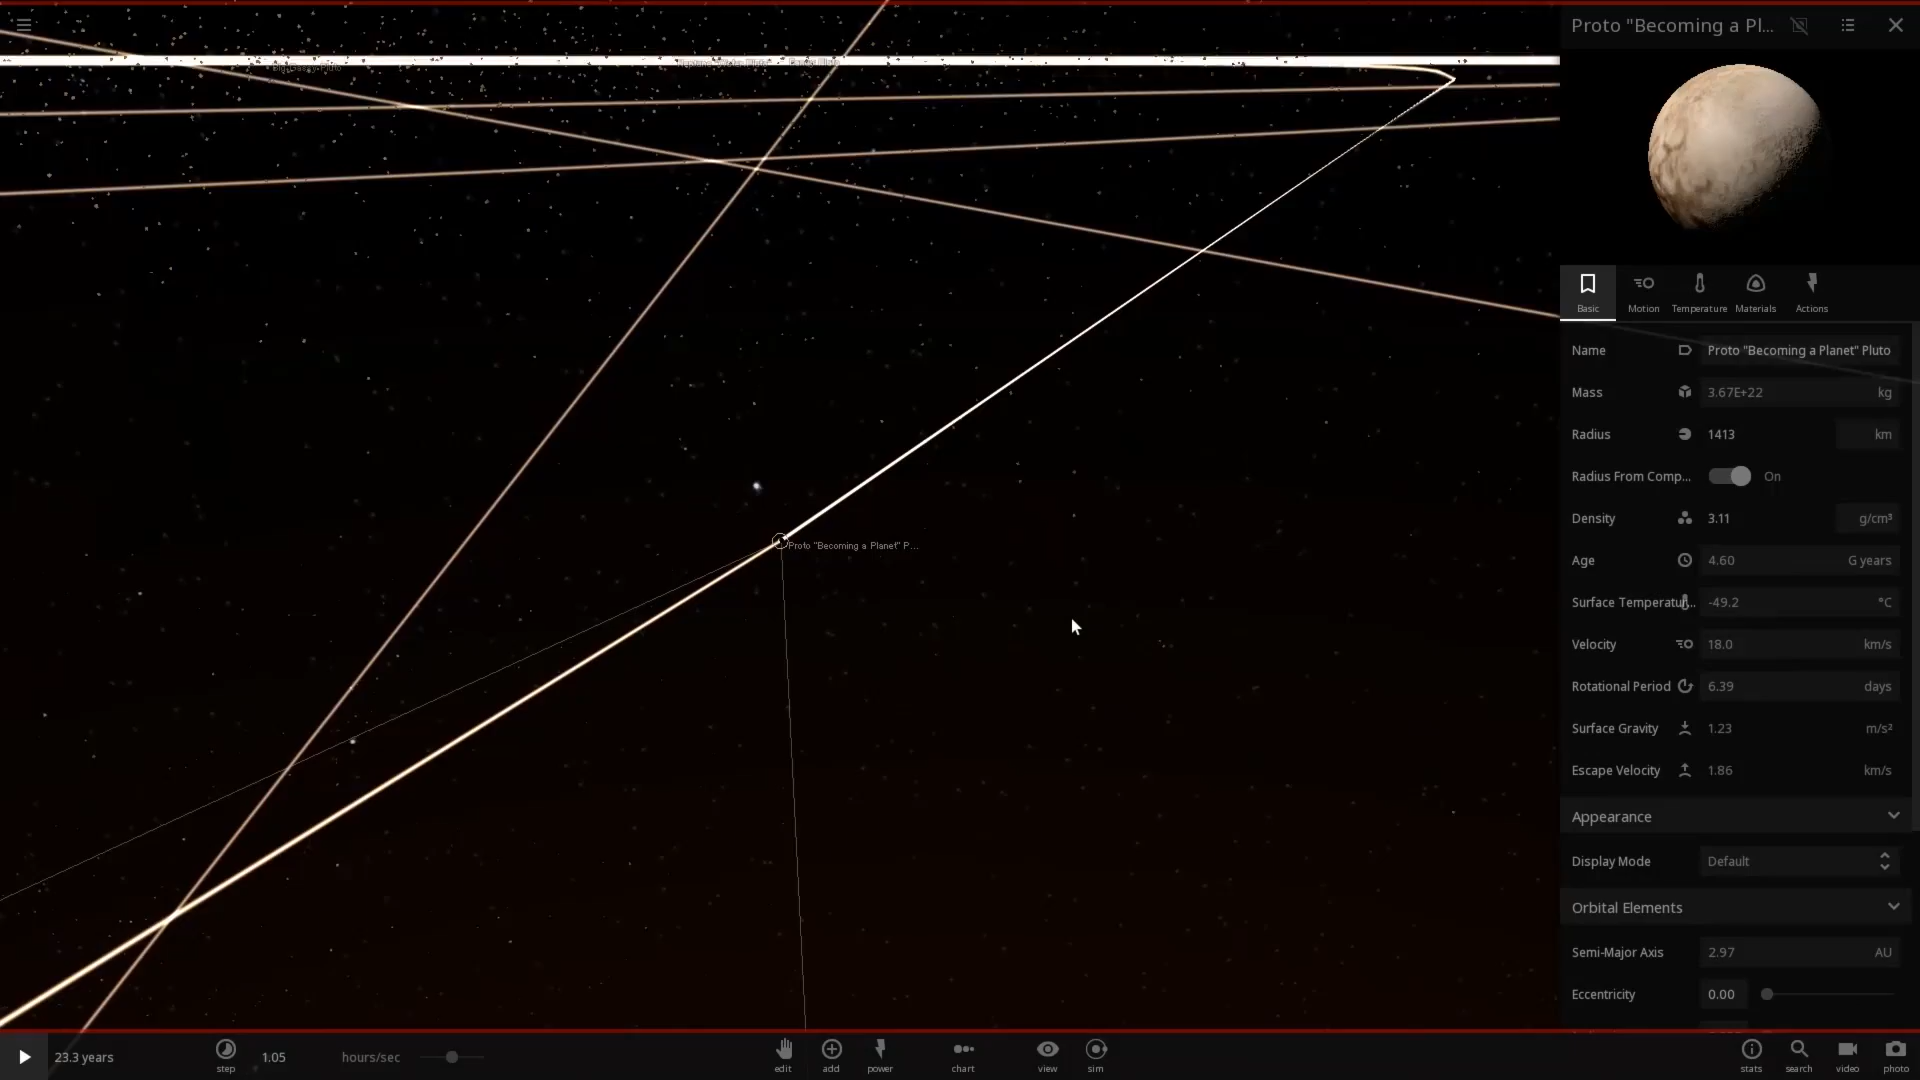 Proto "Becoming a Pl...
Basic
Motion
Temperature
Materials
Actions
Name
Proto "Becoming a Planet" Pluto
Mass
3.67E+22
kg
Radius
1413
km
Radius From Comp...
On
Density
3.11
g/cm³
Age
4.60
G years
Surface Temperatur...
-49.2
°C
Velocity
18.0
km/s
Rotational Period
6.39
days
Surface Gravity
1.23
m/s²
Escape Velocity
1.86
km/s
Appearance
Display Mode
Default
Orbital Elements
Semi-Major Axis
2.97
AU
Eccentricity
0.00
Proto "Becoming a Planet" P...
23.3 years
step
1.05
hours/sec
edit
add
power
chart
view
sim
stats
search
video
photo